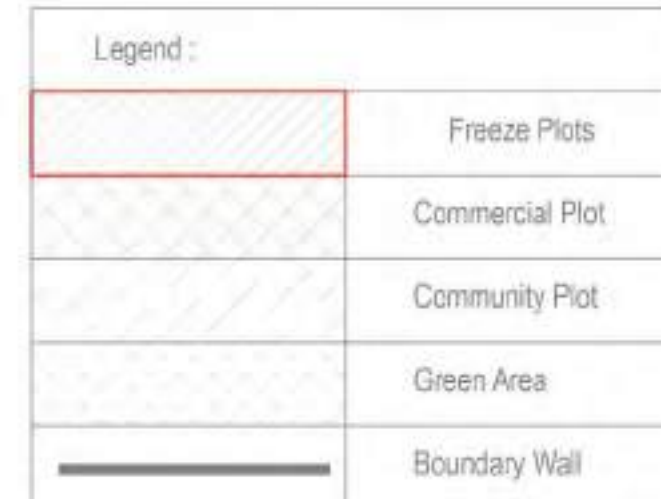 Legend :
Freeze Plots
Commercial Plot
Community Plot
Green Area
Boundary Wall